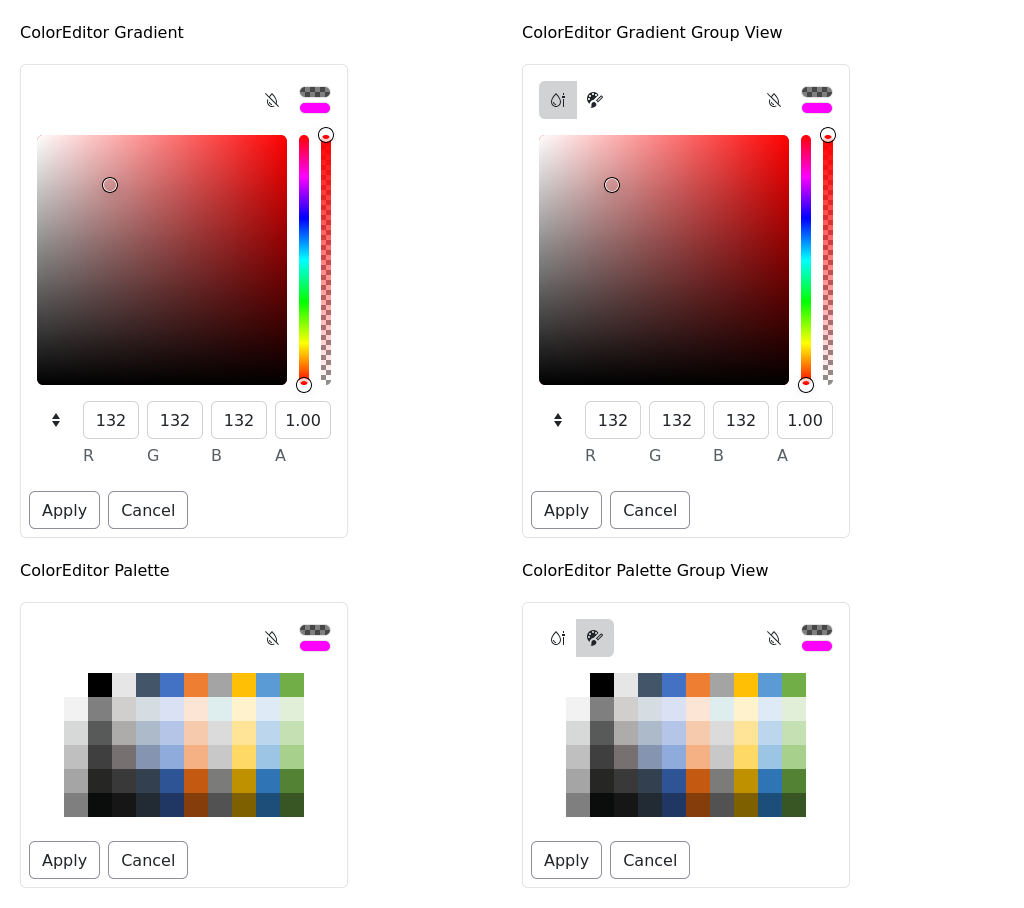 ColorEditor Gradient
ColorEditor Gradient Group View
132 132 132 1.00
R G B A
Apply Cancel
132 132 132 1.00
R G B A
Apply Cancel
ColorEditor Palette
ColorEditor Palette Group View
Apply Cancel
Apply Cancel